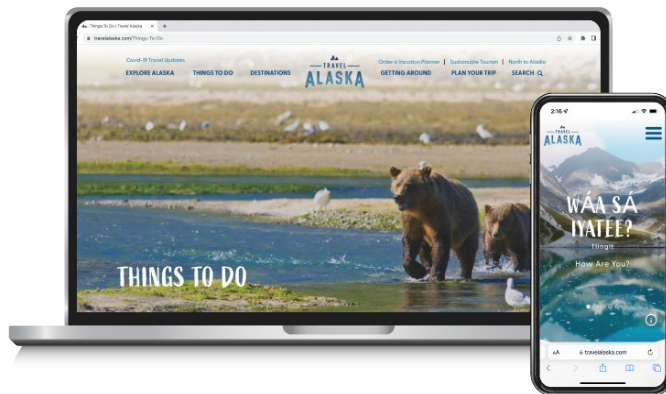 Things To Do | Travel Alaska
travelalaska.com/Things-To-Do
Covid-19 Travel Updates
Order a Vacation Planner | Sustainable Tourism | North to Alaska
EXPLORE ALASKA THINGS TO DO DESTINATIONS
TRAVEL
ALASKA
GETTING AROUND PLAN YOUR TRIP SEARCH
THINGS TO DO
2:16
TRAVEL
ALASKA
WÁA SÁ
IYATEE?
Tlingit
How Are You?
AA travelalaska.com